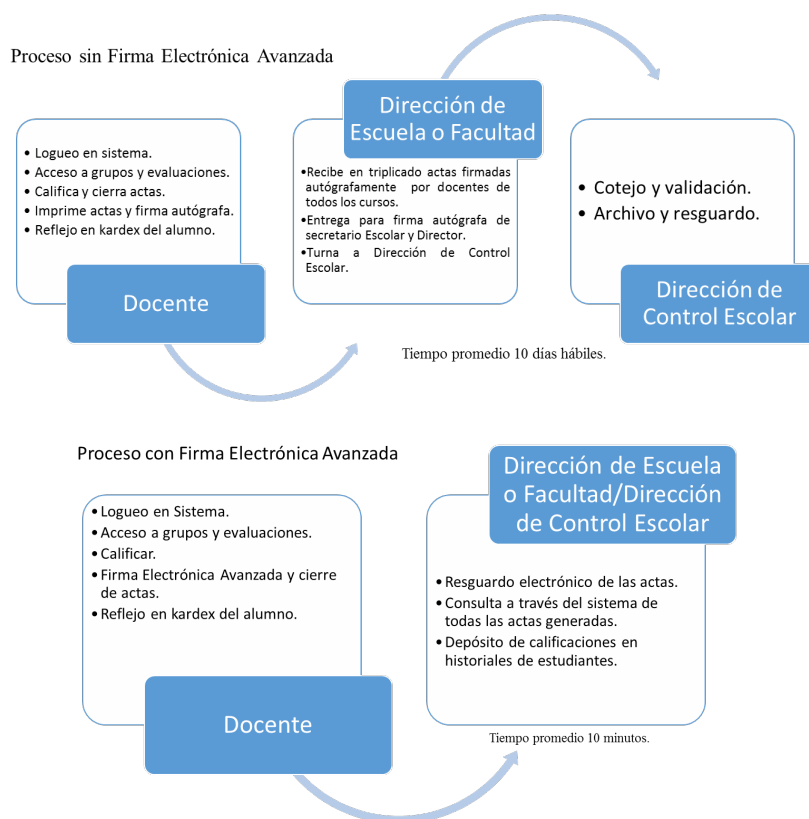 Proceso sin Firma Electrónica Avanzada
• Logueo en sistema.
• Acceso a grupos y evaluaciones.
• Califica y cierra actas.
• Imprime actas y firma autógrafa.
• Reflejo en kardex del alumno.
Docente
Dirección de
Escuela o Facultad
•Recibe en triplicado actas firmadas
autógrafamente por docentes de
todos los cursos.
•Entrega para firma autógrafa de
secretario Escolar y Director.
•Turna a Dirección de Control
Escolar.
• Cotejo y validación.
• Archivo y resguardo.
Dirección de
Control Escolar
Tiempo promedio 10 días hábiles.
Proceso con Firma Electrónica Avanzada
• Logueo en Sistema.
• Acceso a grupos y evaluaciones.
• Calificar.
• Firma Electrónica Avanzada y cierre
de actas.
• Reflejo en kardex del alumno.
Docente
Dirección de Escuela
o Facultad/Dirección
de Control Escolar
• Resguardo electrónico de las actas.
• Consulta a través del sistema de
todas las actas generadas.
• Depósito de calificaciones en
historiales de estudiantes.
Tiempo promedio 10 minutos.